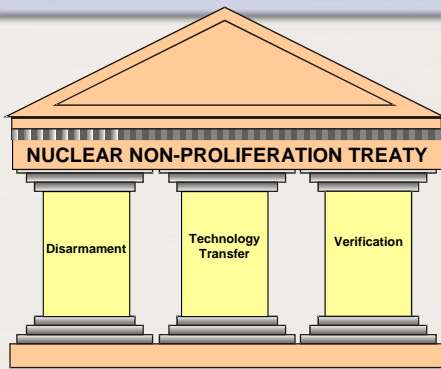 NUCLEAR NON-PROLIFERATION TREATY
Disarmament
Technology
Transfer
Verification